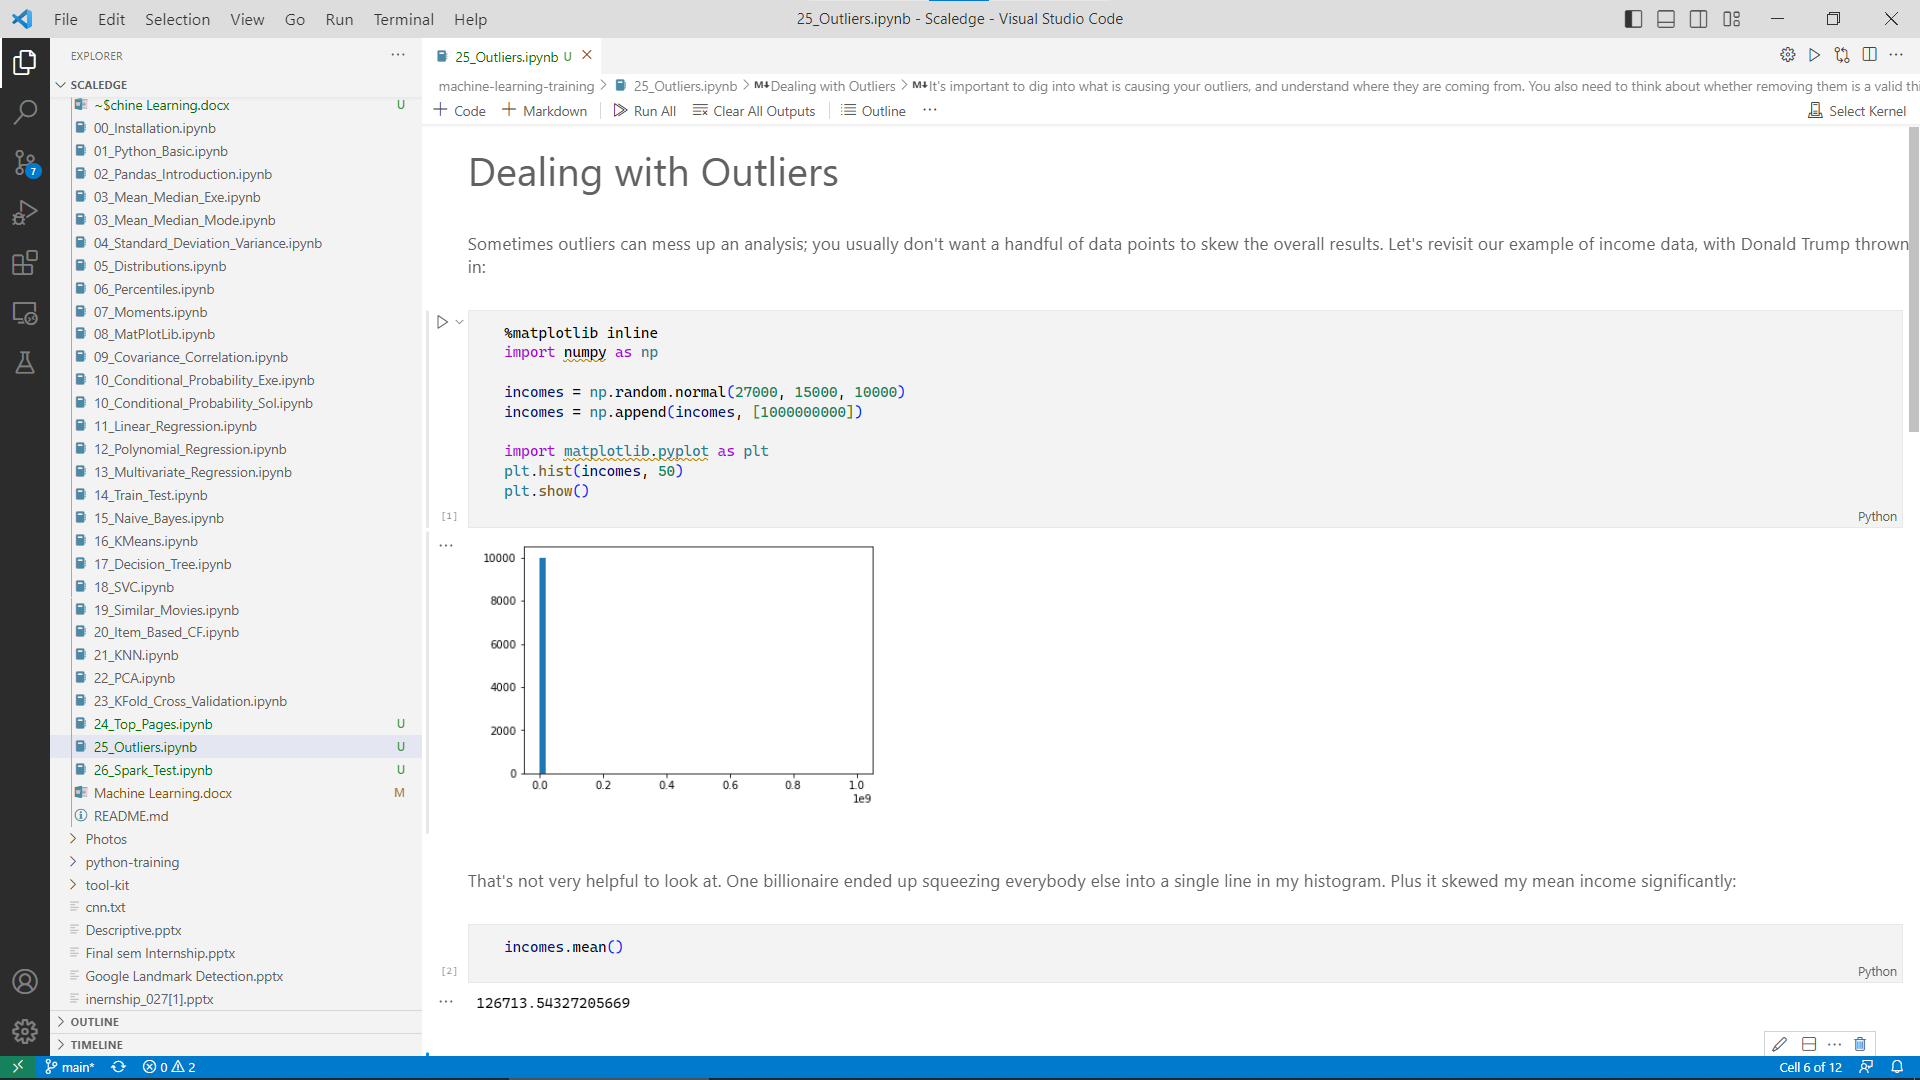 File Edit Selection View Go Run Terminal Help
25_Outliers.ipynb - Scaledge - Visual Studio Code
EXPLORER
SCALEDGE
~$chine Learning.docx U
00_Installation.ipynb
01_Python_Basic.ipynb
02_Pandas_Introduction.ipynb
03_Mean_Median_Exe.ipynb
03_Mean_Median_Mode.ipynb
04_Standard_Deviation_Variance.ipynb
05_Distributions.ipynb
06_Percentiles.ipynb
07_Moments.ipynb
08_MatPlotLib.ipynb
09_Covariance_Correlation.ipynb
10_Conditional_Probability_Exe.ipynb
10_Conditional_Probability_Sol.ipynb
11_Linear_Regression.ipynb
12_Polynomial_Regression.ipynb
13_Multivariate_Regression.ipynb
14_Train_Test.ipynb
15_Naive_Bayes.ipynb
16_KMeans.ipynb
17_Decision_Tree.ipynb
18_SVC.ipynb
19_Similar_Movies.ipynb
20_Item_Based_CF.ipynb
21_KNN.ipynb
22_PCA.ipynb
23_KFold_Cross_Validation.ipynb
24_Top_Pages.ipynb U
25_Outliers.ipynb U
26_Spark_Test.ipynb U
Machine Learning.docx M
README.md
Photos
python-training
tool-kit
cnn.txt
Descriptive.pptx
Final sem Internship.pptx
Google Landmark Detection.pptx
inernship_027[1].pptx
OUTLINE
TIMELINE
7
25_Outliers.ipynb U
machine-learning-training > 25_Outliers.ipynb > M↓Dealing with Outliers > M↓It's important to dig into what is causing your outliers, and understand where they are coming from. You also need to think about whether removing them is a valid thi
+ Code + Markdown Run All Clear All Outputs Outline ... Select Kernel
Dealing with Outliers
Sometimes outliers can mess up an analysis; you usually don't want a handful of data points to skew the overall results. Let's revisit our example of income data, with Donald Trump thrown
in:
%matplotlib inline
import numpy as np
incomes = np.random.normal(27000, 15000, 10000)
incomes = np.append(incomes, [1000000000])
import matplotlib.pyplot as plt
plt.hist(incomes, 50)
plt.show()
[1] Python
10000
8000
6000
4000
2000
0
0.0 0.2 0.4 0.6 0.8 1.0
1e9
That's not very helpful to look at. One billionaire ended up squeezing everybody else into a single line in my histogram. Plus it skewed my mean income significantly:
incomes.mean()
[2] Python
126713.54327205669
main* 0 2 Cell 6 of 12